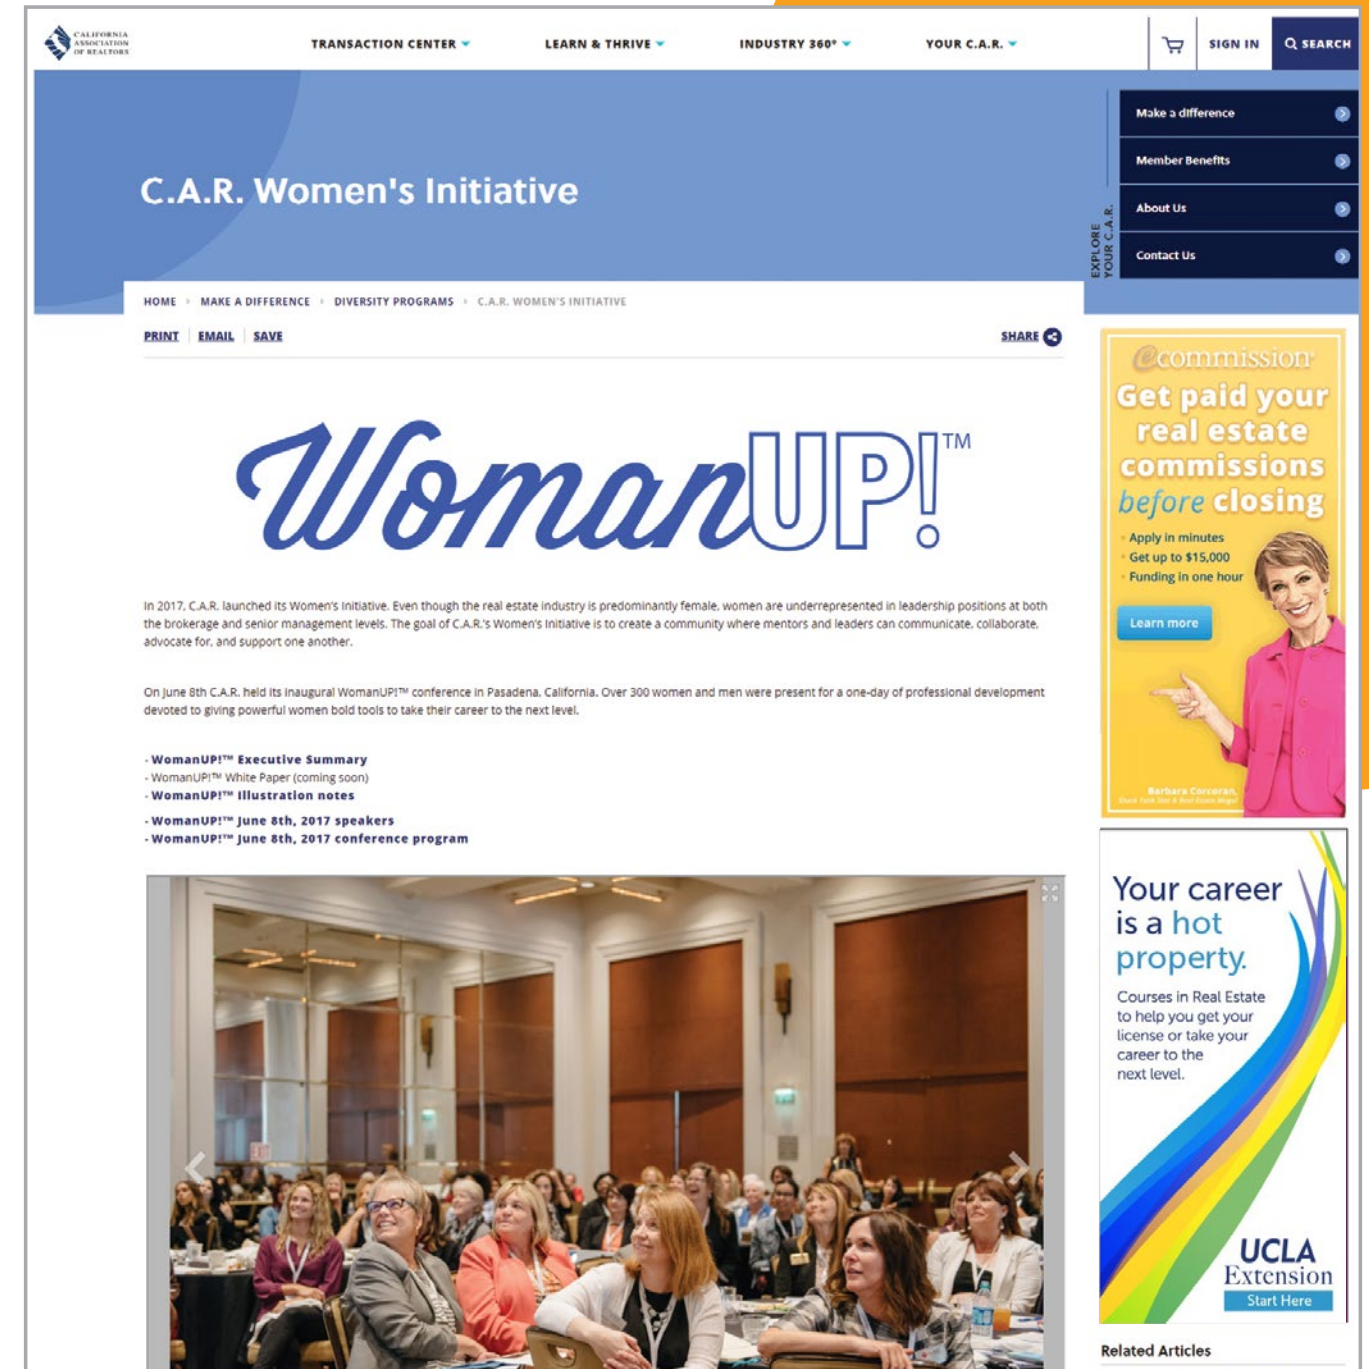 CALIFORNIA
ASSOCIATION
OF REALTORS
TRANSACTION CENTER
LEARN & THRIVE
INDUSTRY 360°
YOUR C.A.R.
SIGN IN
SEARCH
C.A.R. Women's Initiative
EXPLORE
YOUR C.A.R.
Make a difference
Member Benefits
About Us
Contact Us
HOME › MAKE A DIFFERENCE › DIVERSITY PROGRAMS › C.A.R. WOMEN'S INITIATIVE
PRINT | EMAIL | SAVE
SHARE
WomanUP!™
In 2017, C.A.R. launched its Women's Initiative. Even though the real estate industry is predominantly female, women are underrepresented in leadership positions at both
the brokerage and senior management levels. The goal of C.A.R.'s Women's Initiative is to create a community where mentors and leaders can communicate, collaborate,
advocate for, and support one another.
On June 8th C.A.R. held its inaugural WomanUP!™ conference in Pasadena, California. Over 300 women and men were present for a one-day of professional development
devoted to giving powerful women bold tools to take their career to the next level.
- WomanUP!™ Executive Summary
- WomanUP!™ White Paper (coming soon)
- WomanUP!™ Illustration notes
- WomanUP!™ June 8th, 2017 speakers
- WomanUP!™ June 8th, 2017 conference program
EXIT
ecommission
Get paid your
real estate
commissions
before closing
• Apply in minutes
• Get up to $15,000
• Funding in one hour
Learn more
Barbara Corcoran,
Shark Tank Star & Real Estate Mogul
Your career
is a hot
property.
Courses in Real Estate
to help you get your
license or take your
career to the
next level.
UCLA
Extension
Start Here
Related Articles